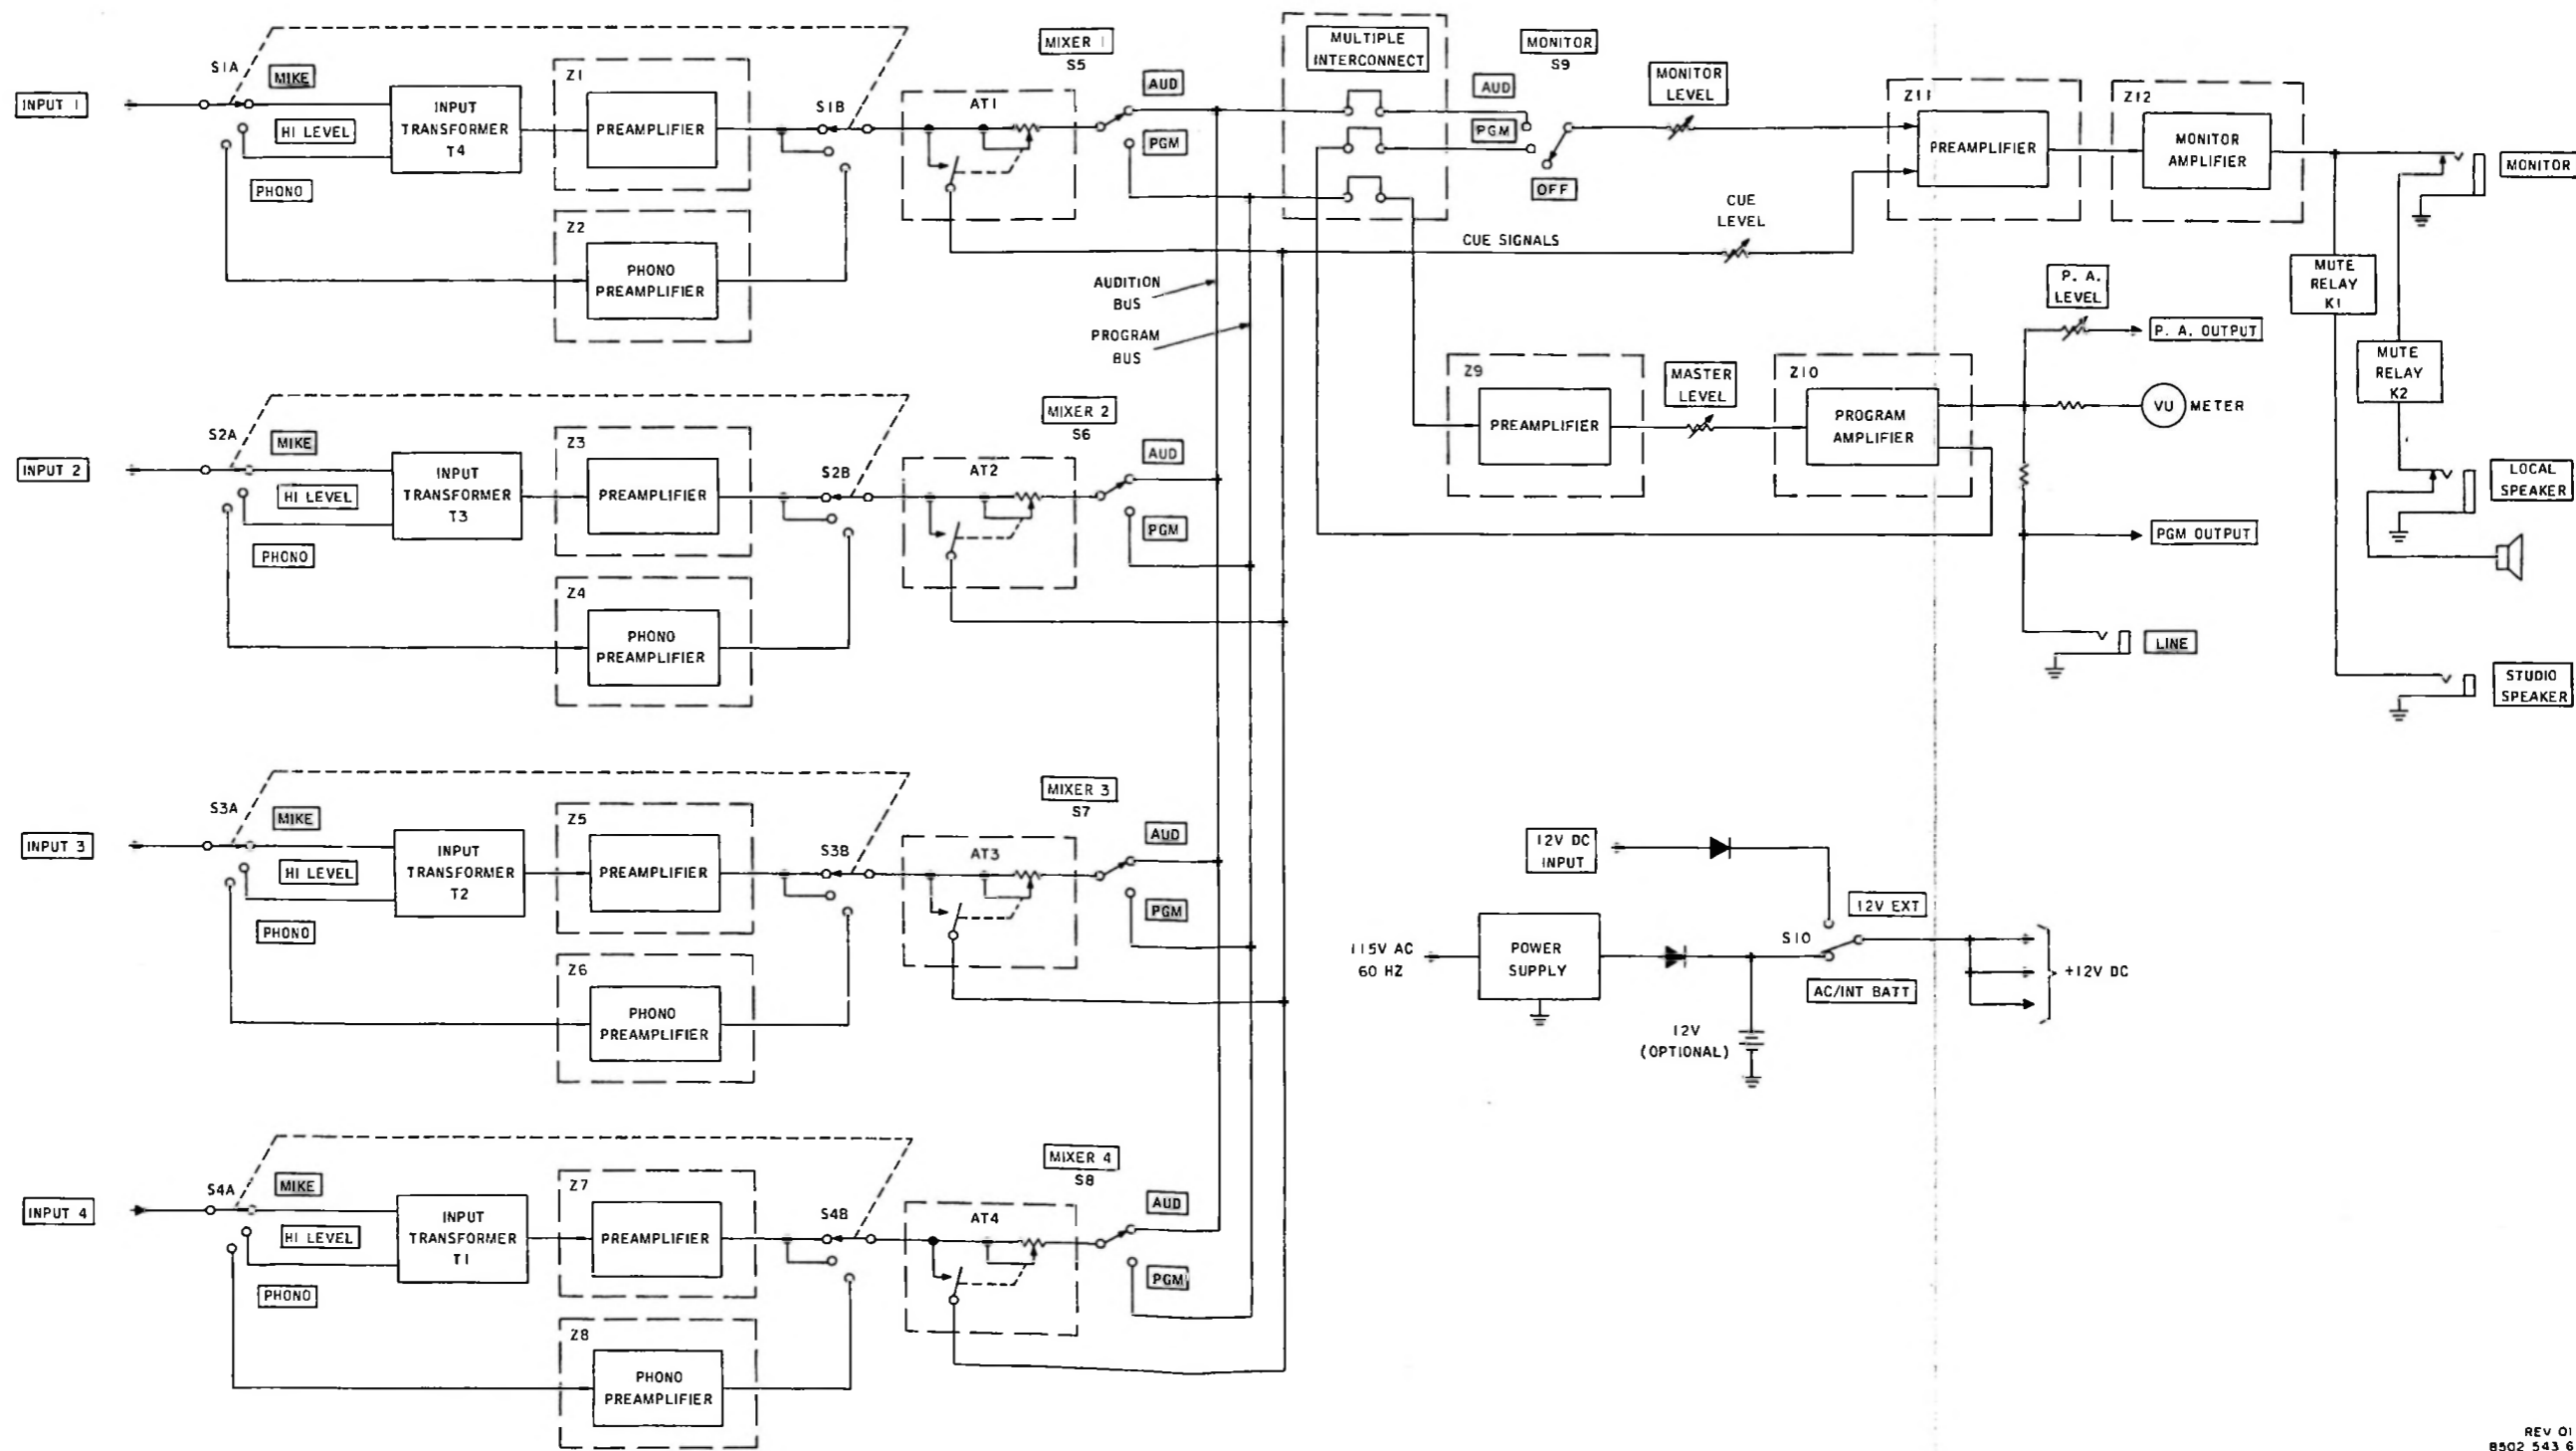 INPUT 1
S1A
MIKE
HI LEVEL
PHONO
INPUT
TRANSFORMER
T4
Z1
PREAMPLIFIER
Z2
PHONO
PREAMPLIFIER
S1B
AT1
MIXER 1
S5
AUD
PGM
MULTIPLE
INTERCONNECT
MONITOR
S9
AUD
PGM
OFF
MONITOR
LEVEL
CUE
LEVEL
CUE SIGNALS
Z11
PREAMPLIFIER
Z12
MONITOR
AMPLIFIER
MONITOR
MUTE
RELAY
K1
MUTE
RELAY
K2
LOCAL
SPEAKER
STUDIO
SPEAKER
AUDITION
BUS
PROGRAM
BUS
Z9
PREAMPLIFIER
MASTER
LEVEL
Z10
PROGRAM
AMPLIFIER
P. A.
LEVEL
P. A. OUTPUT
VU METER
PGM OUTPUT
LINE
INPUT 2
S2A
MIKE
HI LEVEL
PHONO
INPUT
TRANSFORMER
T3
Z3
PREAMPLIFIER
Z4
PHONO
PREAMPLIFIER
S2B
AT2
MIXER 2
S6
AUD
PGM
INPUT 3
S3A
MIKE
HI LEVEL
PHONO
INPUT
TRANSFORMER
T2
Z5
PREAMPLIFIER
Z6
PHONO
PREAMPLIFIER
S3B
AT3
MIXER 3
S7
AUD
PGM
12V DC
INPUT
115V AC
60 HZ
POWER
SUPPLY
12V
(OPTIONAL)
S10
12V EXT
AC/INT BATT
+12V DC
INPUT 4
S4A
MIKE
HI LEVEL
PHONO
INPUT
TRANSFORMER
T1
Z7
PREAMPLIFIER
Z8
PHONO
PREAMPLIFIER
S4B
AT4
MIXER 4
S8
AUD
PGM
REV 01
8502 543 6